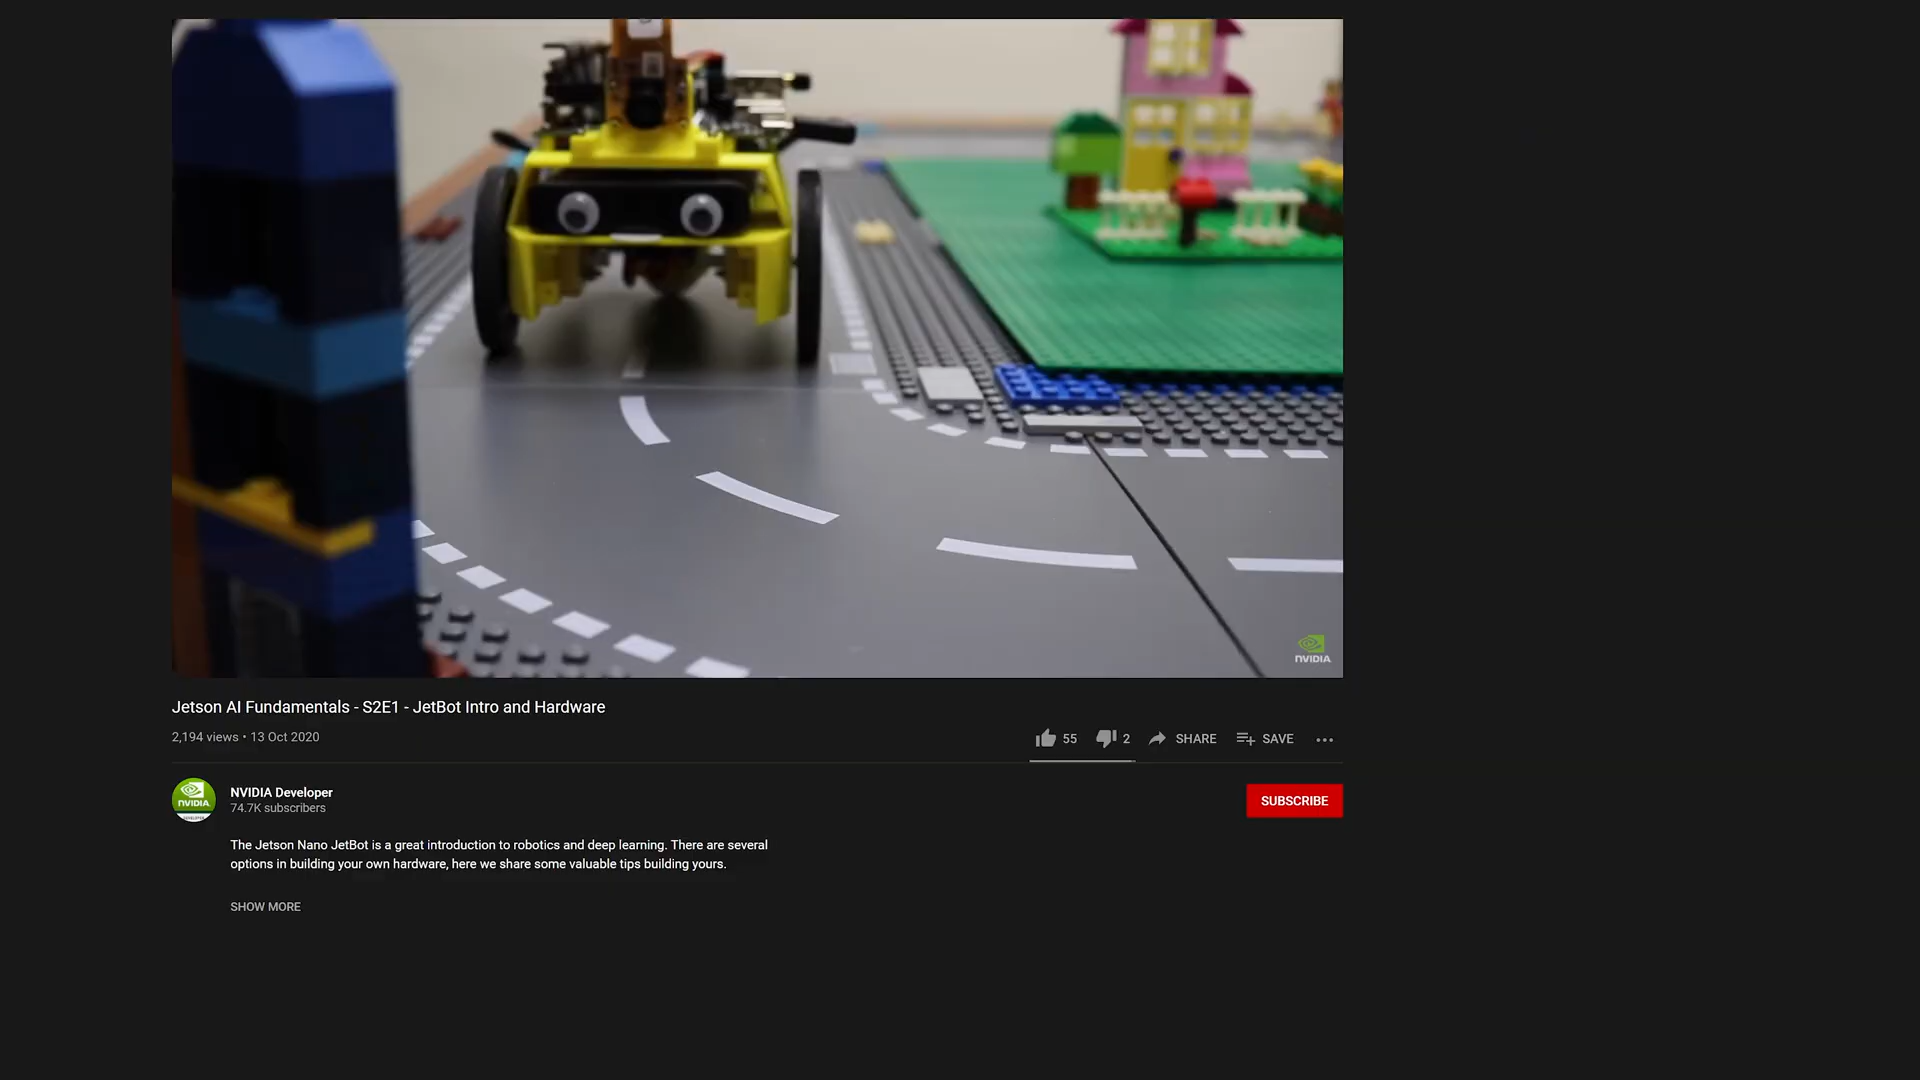 NVIDIA
Jetson AI Fundamentals - S2E1 - JetBot Intro and Hardware
2,194 views • 13 Oct 2020
55
2
SHARE
SAVE
NVIDIA
NVIDIA Developer
74.7K subscribers
SUBSCRIBE
The Jetson Nano JetBot is a great introduction to robotics and deep learning. There are several
options in building your own hardware, here we share some valuable tips building yours.
SHOW MORE